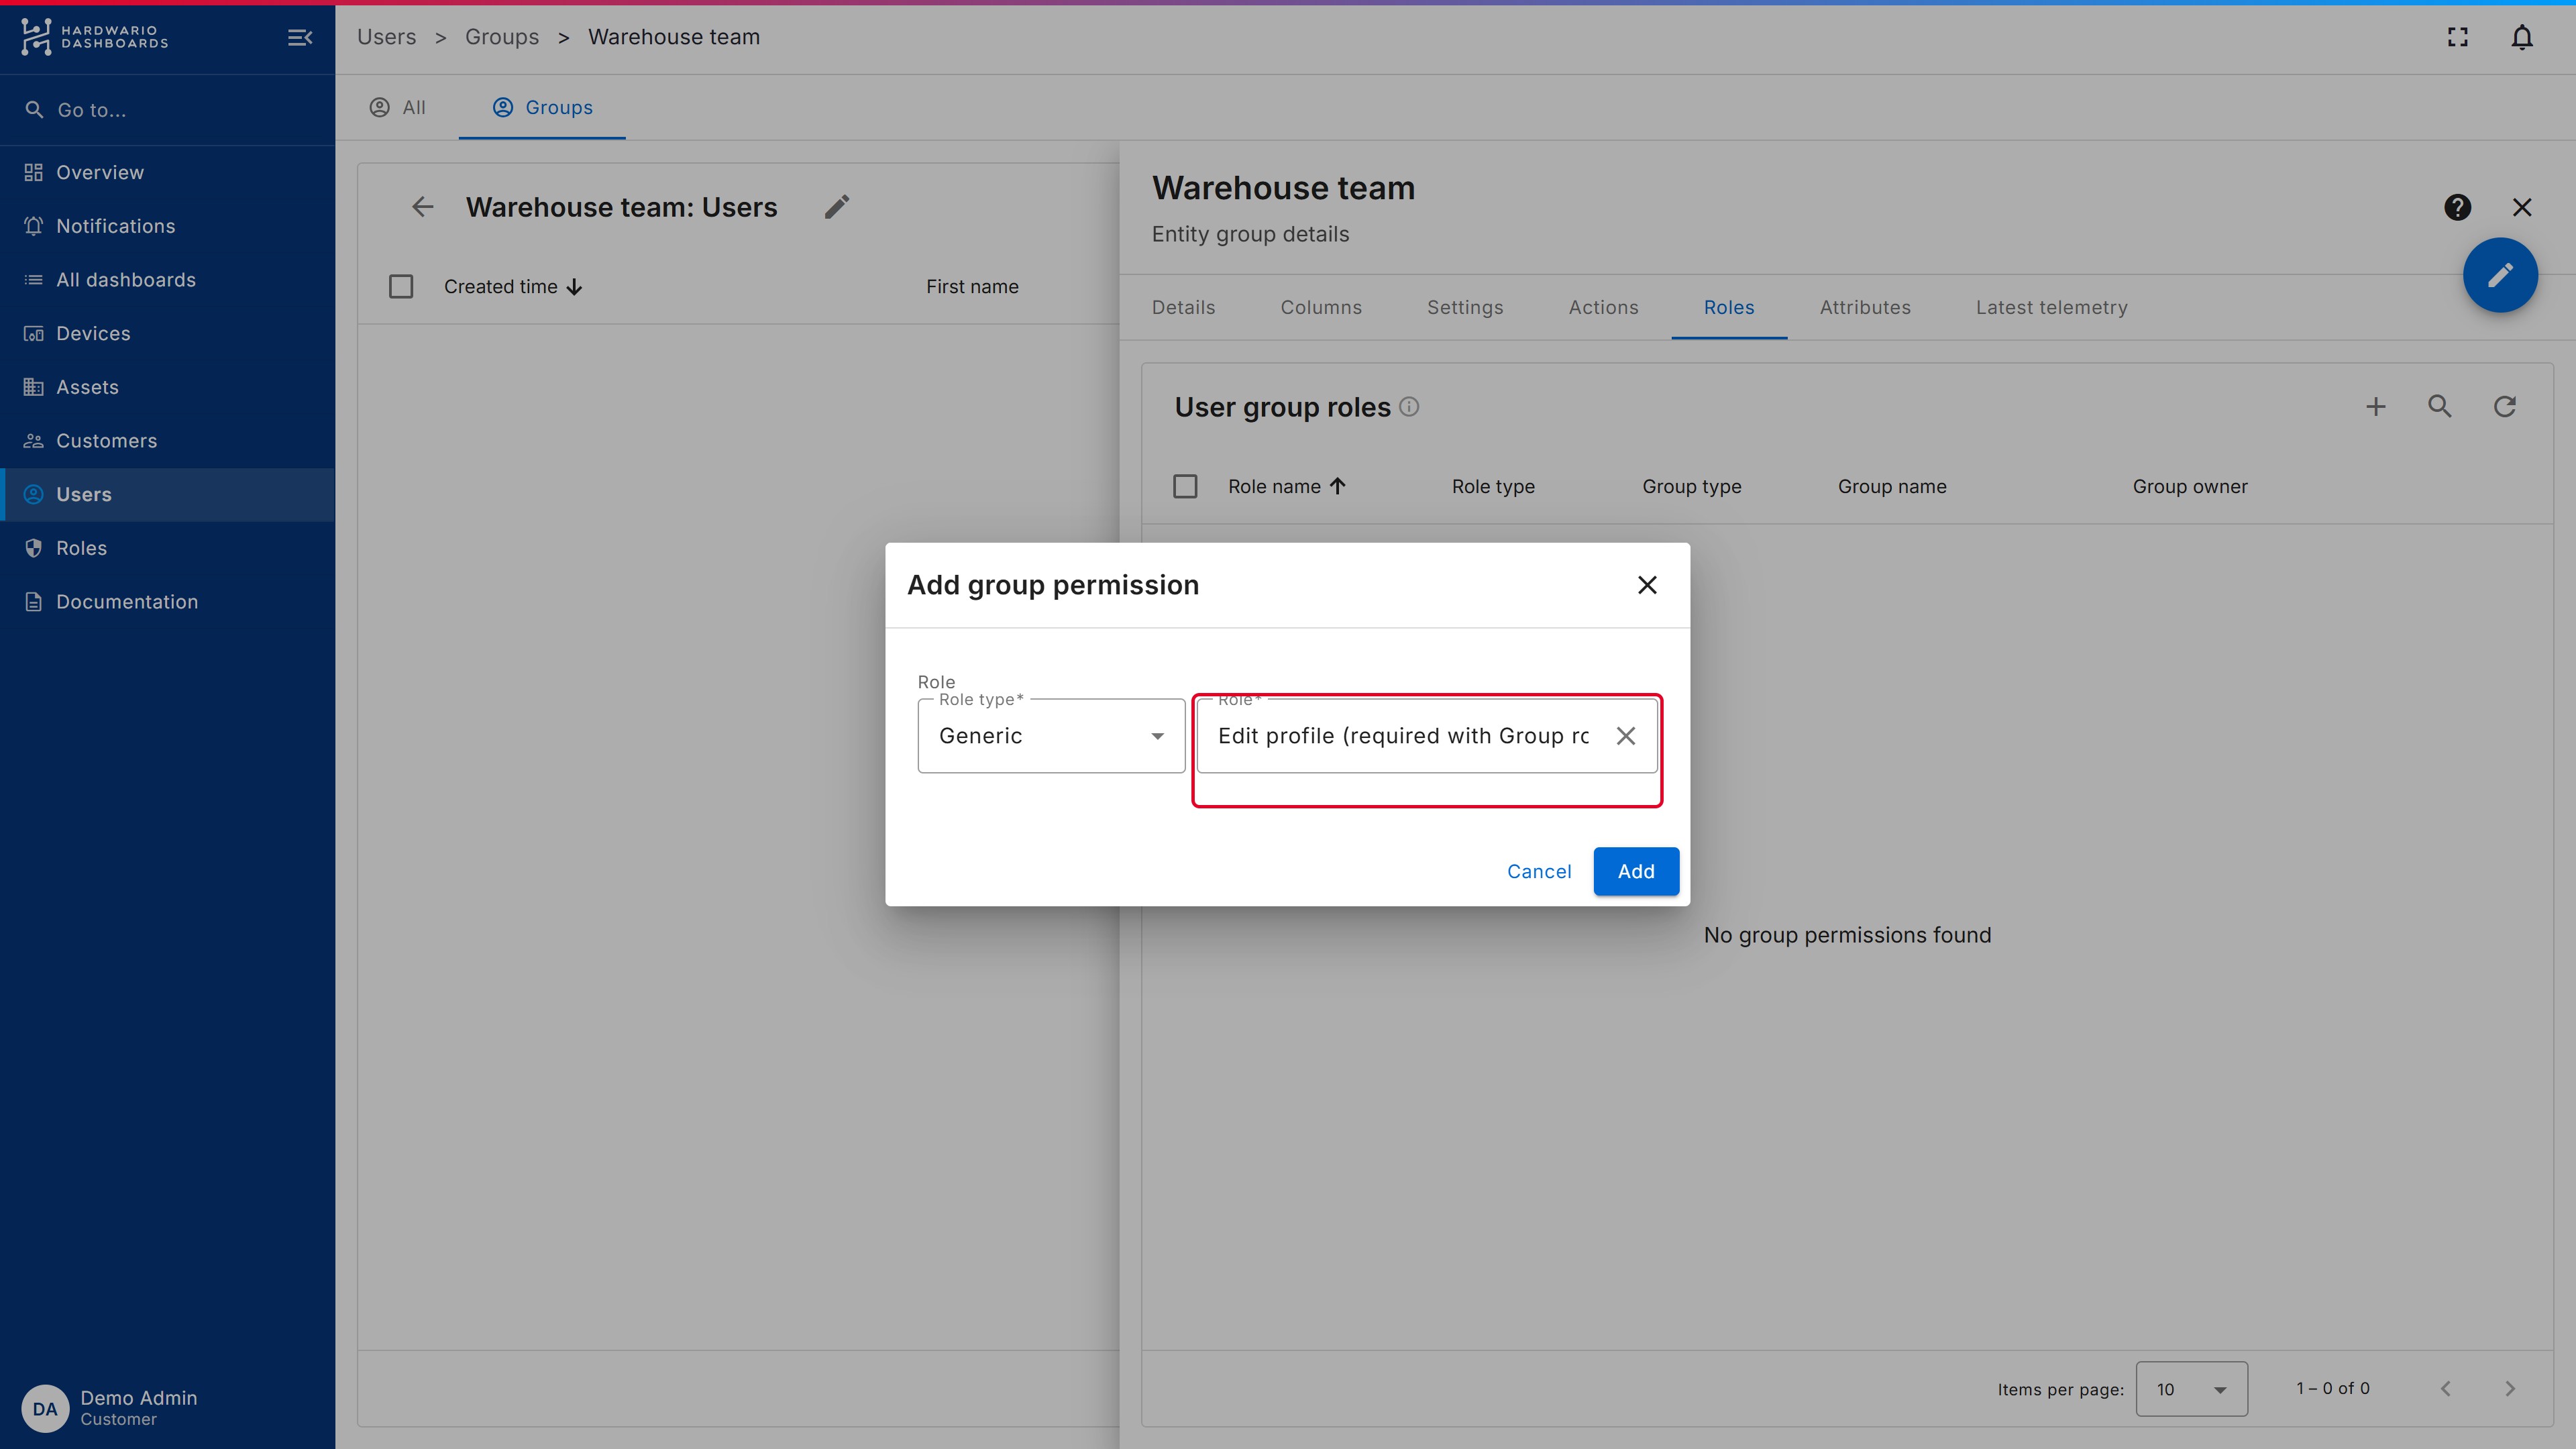 HARDWARIO
DASHBOARDS
Go to...
Overview
Notifications
All dashboards
Devices
Assets
Customers
Users
Roles
Documentation
DA
Demo Admin
Customer
Users > Groups > Warehouse team
All
Groups
Warehouse team: Users
Created time
First name
Warehouse team
Entity group details
Details
Columns
Settings
Actions
Roles
Attributes
Latest telemetry
User group roles
Role name
Role type
Group type
Group name
Group owner
Add group permission
Role
Role type*
Generic
Role*
Edit profile (required with Group ro
Cancel
Add
No group permissions found
Items per page:
10
1 – 0 of 0